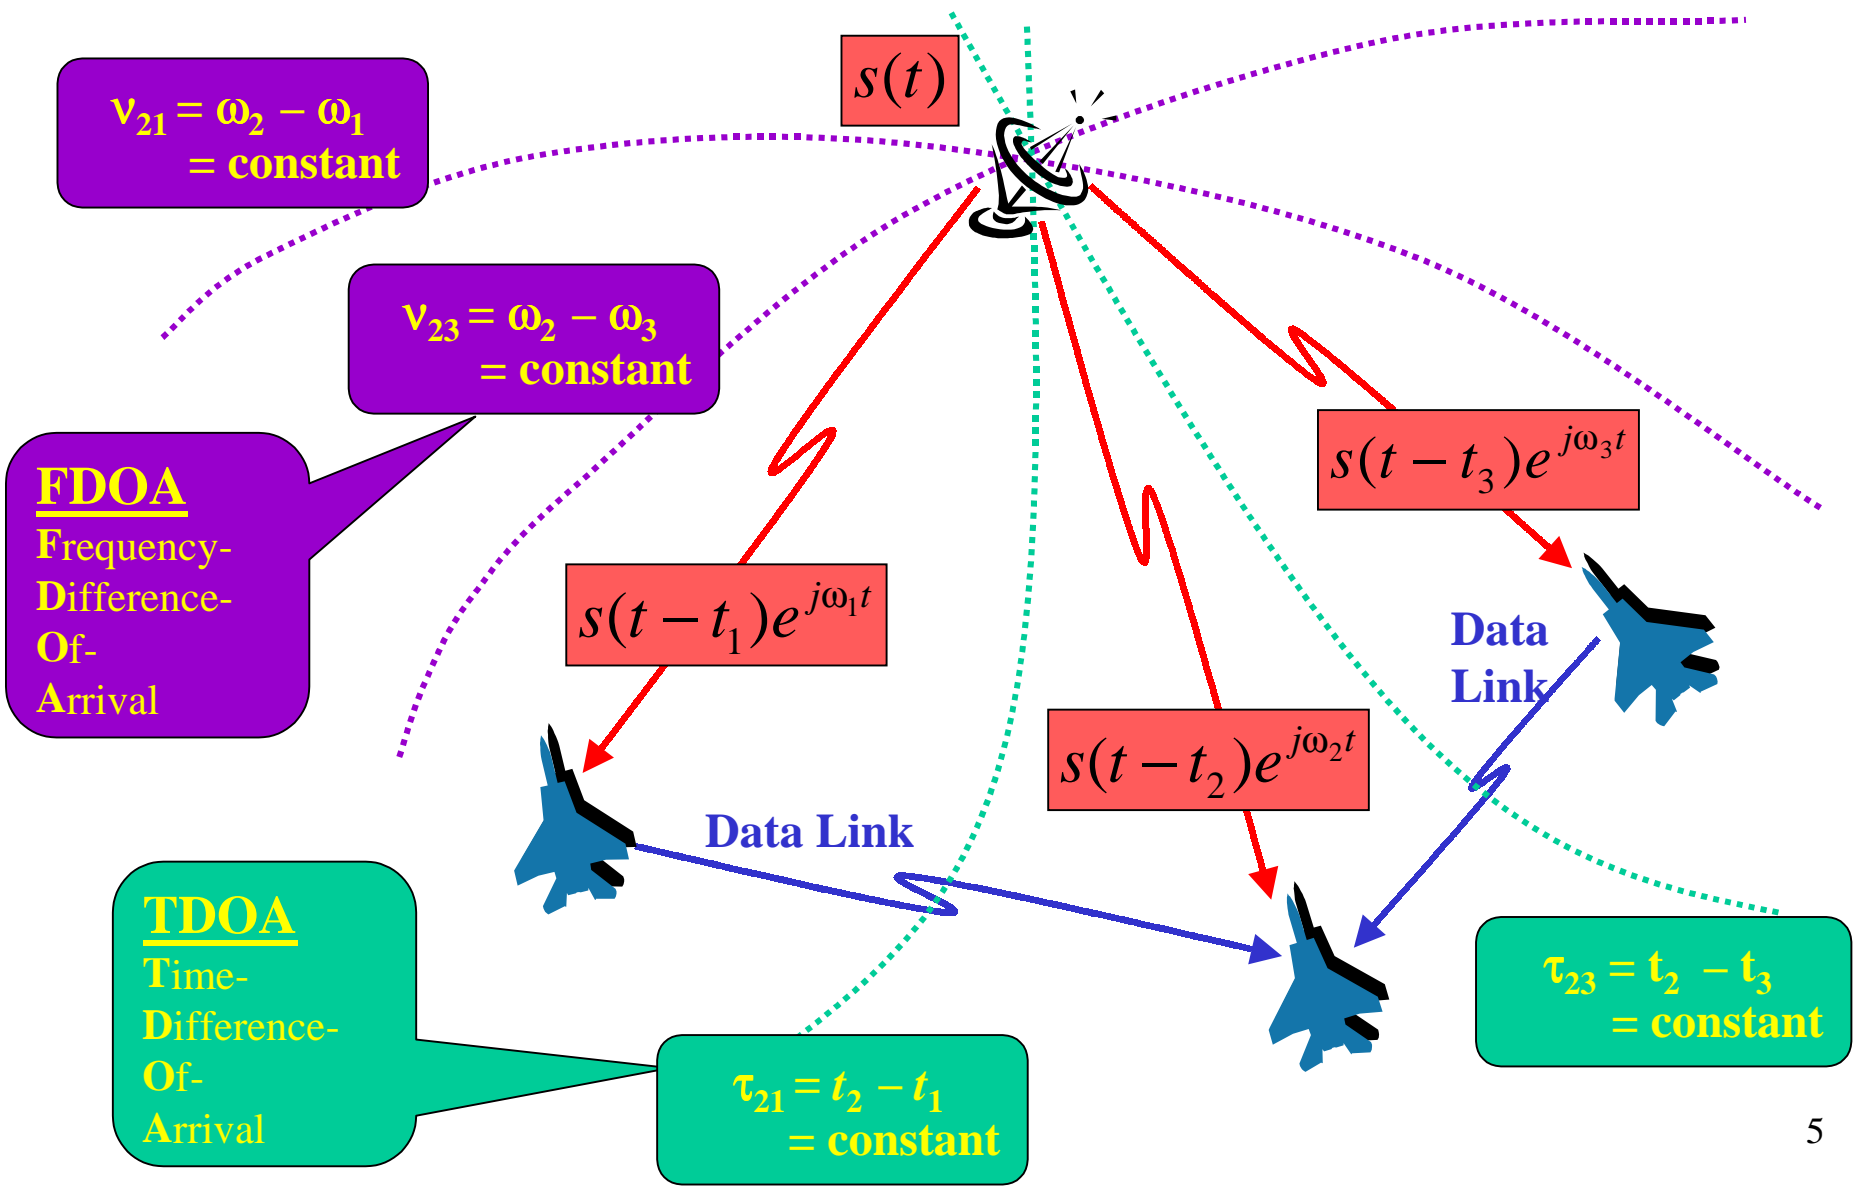 s(t)
ν₂₁ = ω₂ − ω₁
= constant
ν₂₃ = ω₂ − ω₃
= constant
FDOA
Frequency-
Difference-
Of-
Arrival
s(t − t₃)e^{jω₃t}
s(t − t₁)e^{jω₁t}
Data
Link
s(t − t₂)e^{jω₂t}
Data Link
TDOA
Time-
Difference-
Of-
Arrival
τ₂₃ = t₂ − t₃
= constant
τ₂₁ = t₂ − t₁
= constant
5